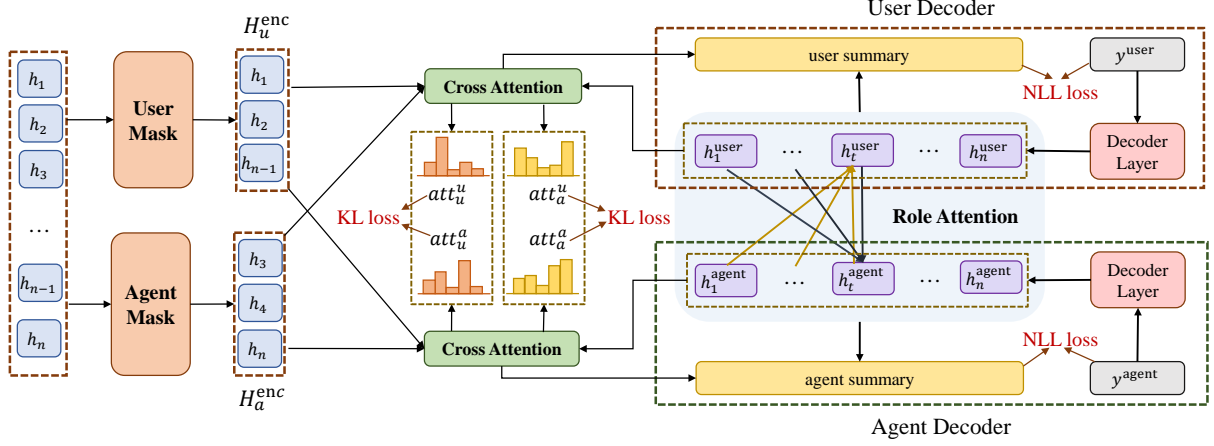 User Decoder
H_u^enc
h_1
h_2
h_3
...
h_{n-1}
h_n
User Mask
Agent Mask
h_1
h_2
h_{n-1}
h_3
h_4
h_n
H_a^enc
Cross Attention
att_u^u
att_a^u
KL loss
KL loss
att_u^a
att_a^a
Cross Attention
user summary
y^user
NLL loss
h_1^user
...
h_t^user
...
h_n^user
Decoder Layer
Role Attention
h_1^agent
...
h_t^agent
...
h_n^agent
Decoder Layer
NLL loss
agent summary
y^agent
Agent Decoder